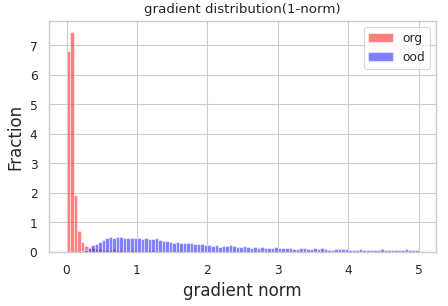 gradient distribution(1-norm)
org
ood
Fraction
7
6
5
4
3
2
1
0
0 1 2 3 4 5
gradient norm